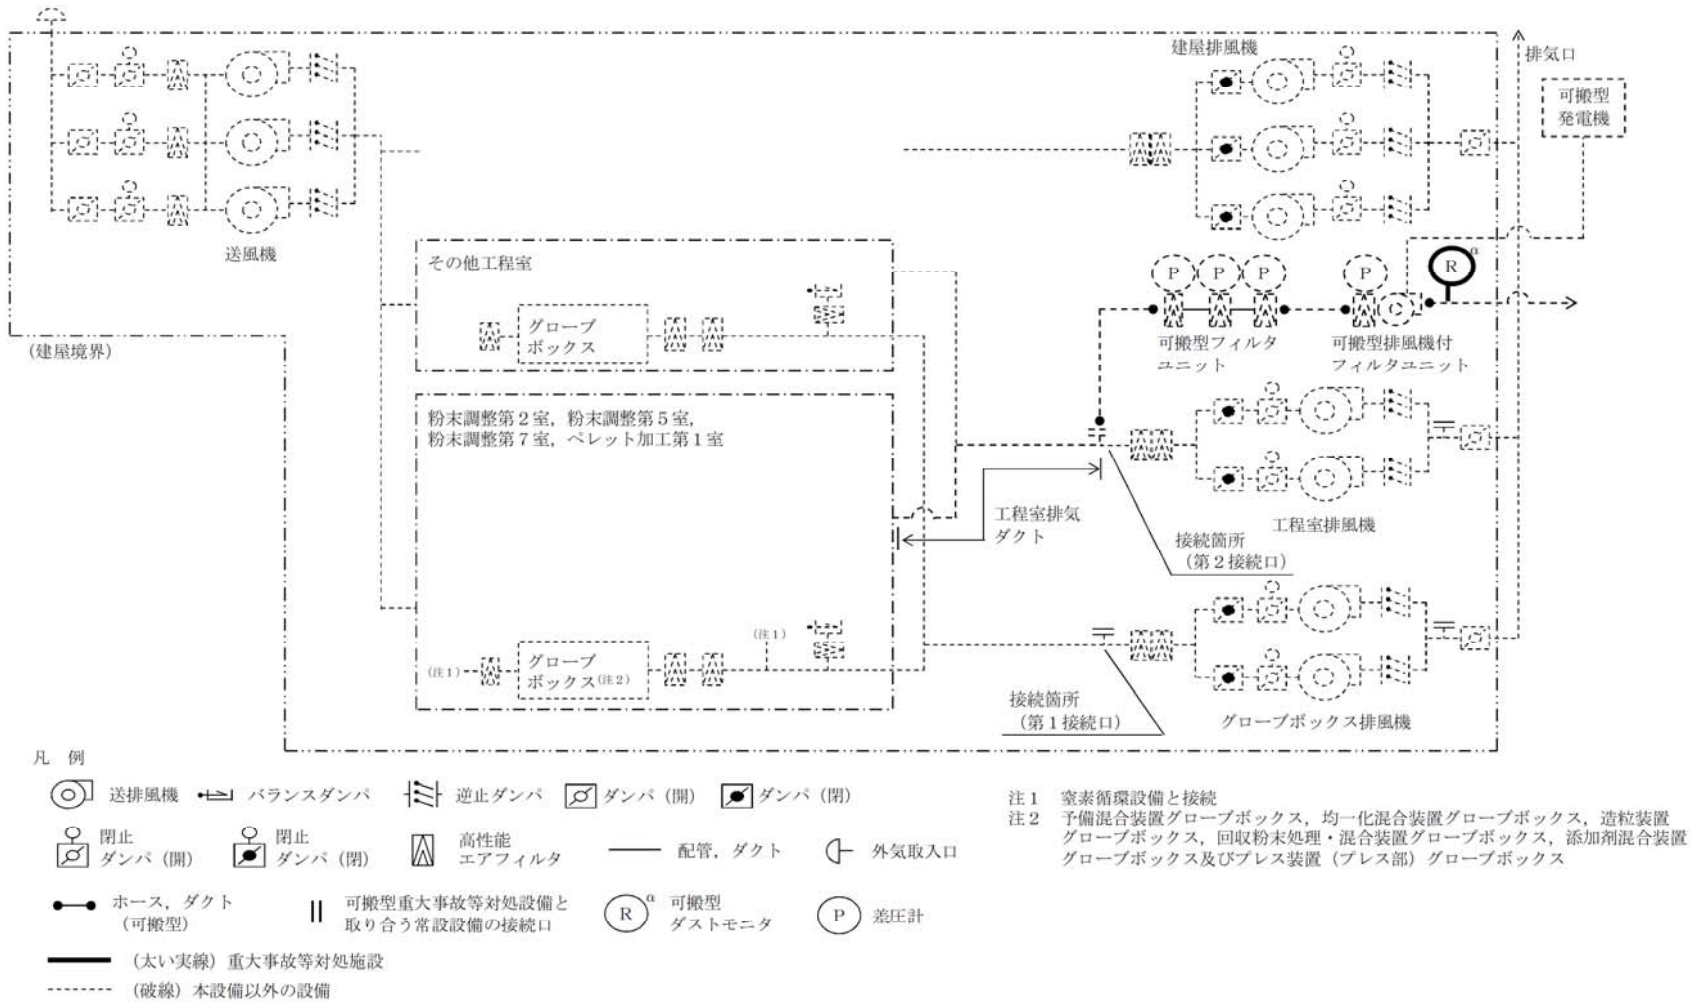 建屋排風機
排気口
可搬型
発電機
送風機
その他工程室
グローブ
ボックス
(建屋境界)
P
P
P
P
R
α
可搬型フィルタ
ユニット
可搬型排風機付
フィルタユニット
粉末調整第2室，粉末調整第5室，
粉末調整第7室，ペレット加工第1室
工程室排気
ダクト
工程室排風機
接続箇所
(第2接続口)
(注1)
(注1)
グローブ
ボックス(注2)
接続箇所
(第1接続口)
グローブボックス排風機
凡 例
送排風機
バランスダンパ
逆止ダンパ
ダンパ (開)
ダンパ (閉)
閉止
ダンパ (開)
閉止
ダンパ (閉)
高性能
エアフィルタ
配管，ダクト
外気取入口
ホース，ダクト
(可搬型)
可搬型重大事故等対処設備と
取り合う常設設備の接続口
R
α
可搬型
ダストモニタ
P
差圧計
(太い実線) 重大事故等対処施設
(破線) 本設備以外の設備
注1 窒素循環設備と接続
注2 予備混合装置グローブボックス，均一化混合装置グローブボックス，造粒装置
グローブボックス，回収粉末処理・混合装置グローブボックス，添加剤混合装置
グローブボックス及びプレス装置（プレス部）グローブボックス